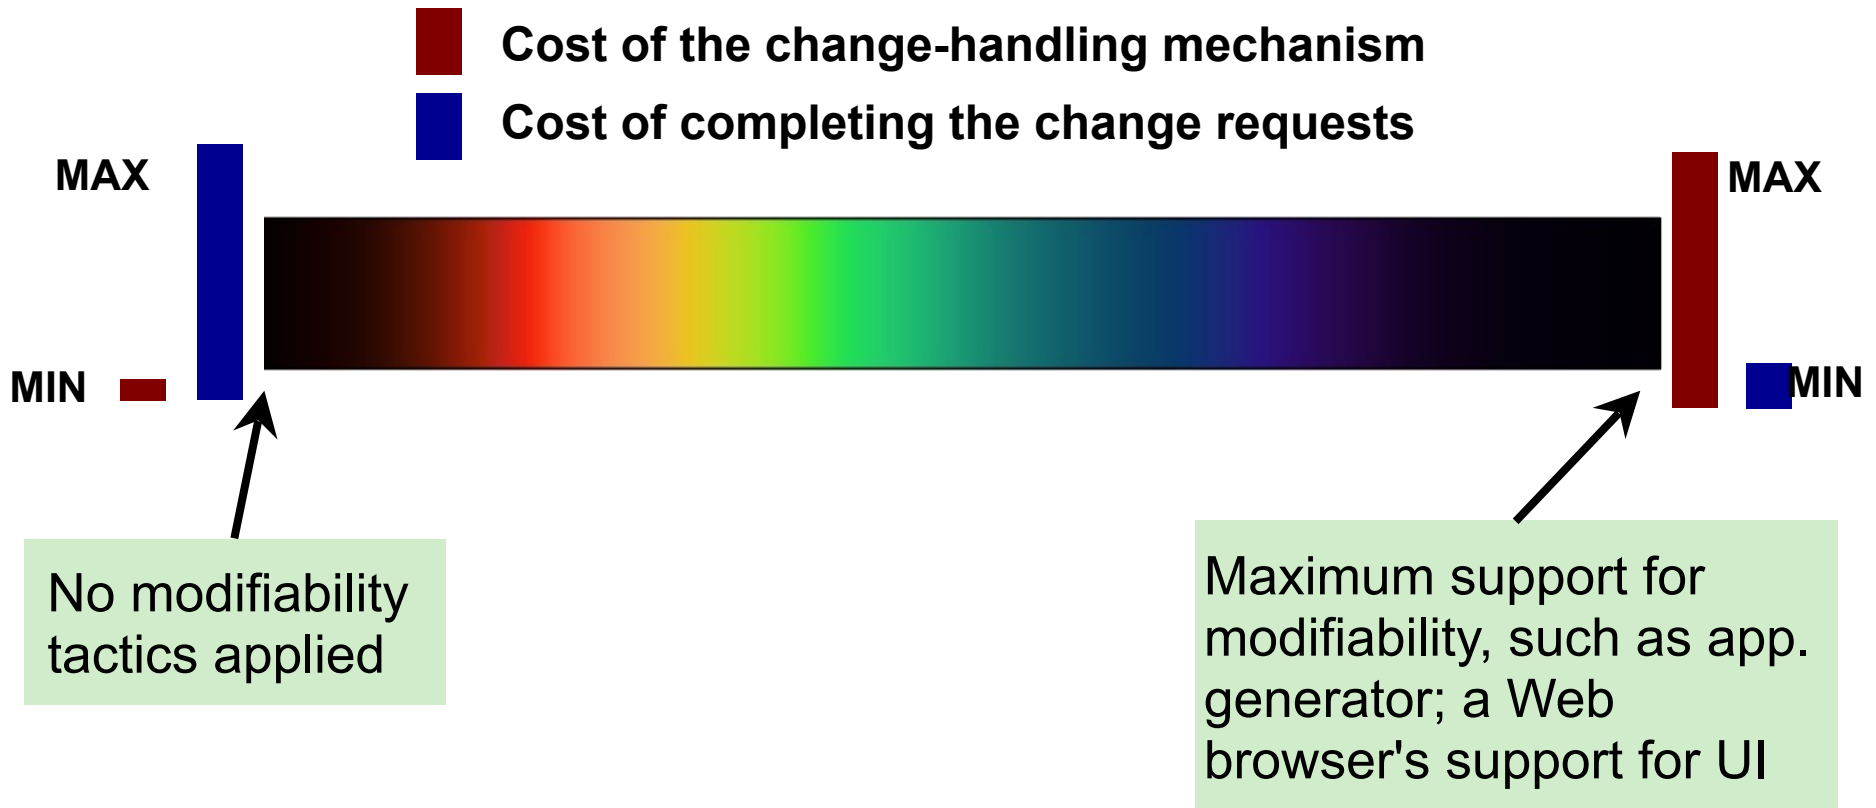 Cost of the change-handling mechanism
Cost of completing the change requests
MAX
MAX
MIN
MIN
No modifiability
tactics applied
Maximum support for
modifiability, such as app.
generator; a Web
browser's support for UI